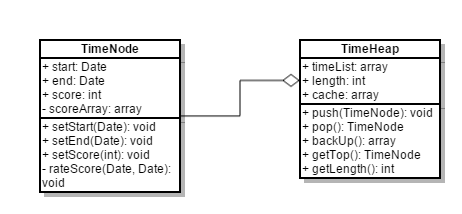 TimeNode
+ start: Date
+ end: Date
+ score: int
- scoreArray: array
+ setStart(Date): void
+ setEnd(Date): void
+ setScore(int): void
- rateScore(Date, Date):
void
TimeHeap
+ timeList: array
+ length: int
+ cache: array
+ push(TimeNode): void
+ pop(): TimeNode
+ backUp(): array
+ getTop(): TimeNode
+ getLength(): int